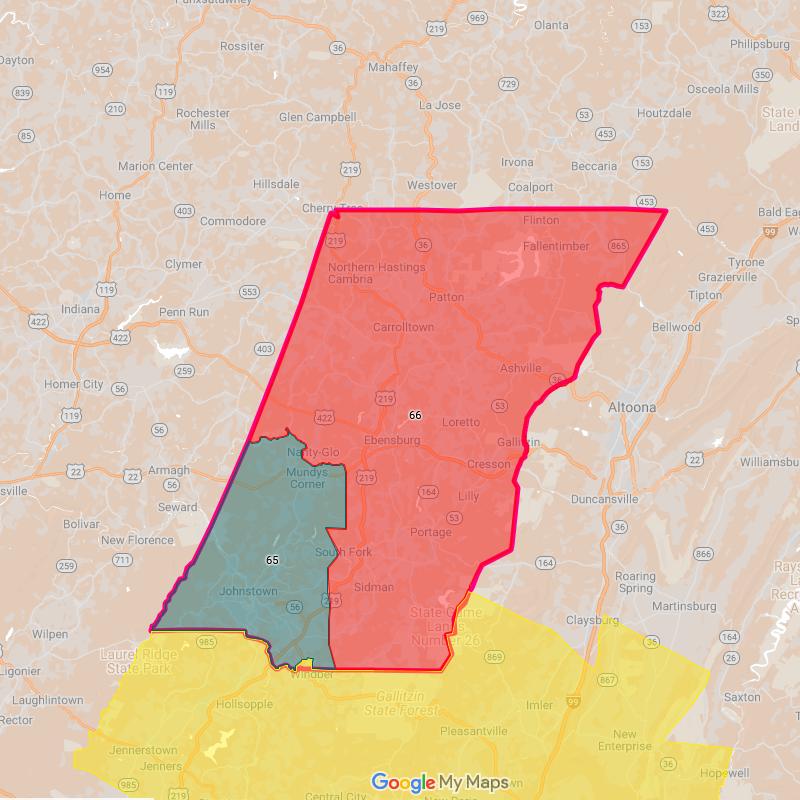 Punxsutawney
219
969
Olanta
153
322
Rossiter
36
Philipsburg
Dayton
954
Mahaffey
36
729
350
839
119
La Jose
Osceola Mills
210
Rochester
Mills
Glen Campbell
53
Houtzdale
State G
Land
85
453
Marion Center
219
Irvona
Beccaria
153
Home
Hillsdale
Westover
Coalport
403
Commodore
Cherry Tree
Flinton
453
Bald Eag
219
36
Fallentimber
865
453
99
Clymer
Northern Hastings
Cambria
Tyrone
Grazierville
119
553
Patton
Tipton
Indiana
422
Penn Run
Carrolltown
Bellwood
422
403
259
Ashville
36
Homer City
56
219
53
Altoona
119
422
66
Loretto
56
Ebensburg
Gallitzin
Nanty-Glo
Cresson
22
Williamsbu
22
22
Armagh
Mundys
Corner
219
56
164
Lilly
Duncansville
sville
Seward
53
Bolivar
Portage
36
New Florence
South Fork
866
711
65
164
259
Sidman
Roaring
Spring
Johnstown
56
219
Martinsburg
State Game
Lands
Number 26
Claysburg
Wilpen
985
164
Laurel Ridge
State Park
869
26
Ligonier
Windber
867
Saxton
Laughlintown
Hollsopple
Gallitzin
State Forest
Imler
99
Rector
Pleasantville
New
Enterprise
Jennerstown
Jenners
36
Hopewell
985
219
Central City
Google My Maps